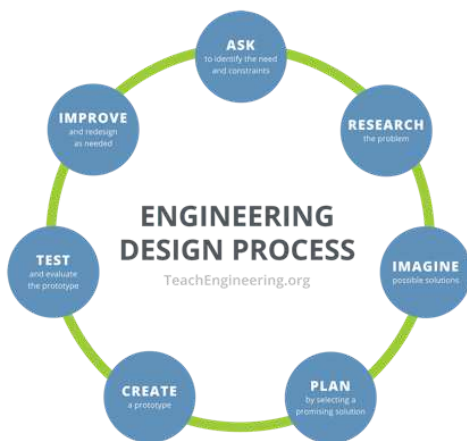 ASK
to identify the need
and constraints
RESEARCH
the problem
IMAGINE
possible solutions
PLAN
by selecting a
promising solution
CREATE
a prototype
TEST
and evaluate
the prototype
IMPROVE
and redesign
as needed
ENGINEERING
DESIGN PROCESS
TeachEngineering.org